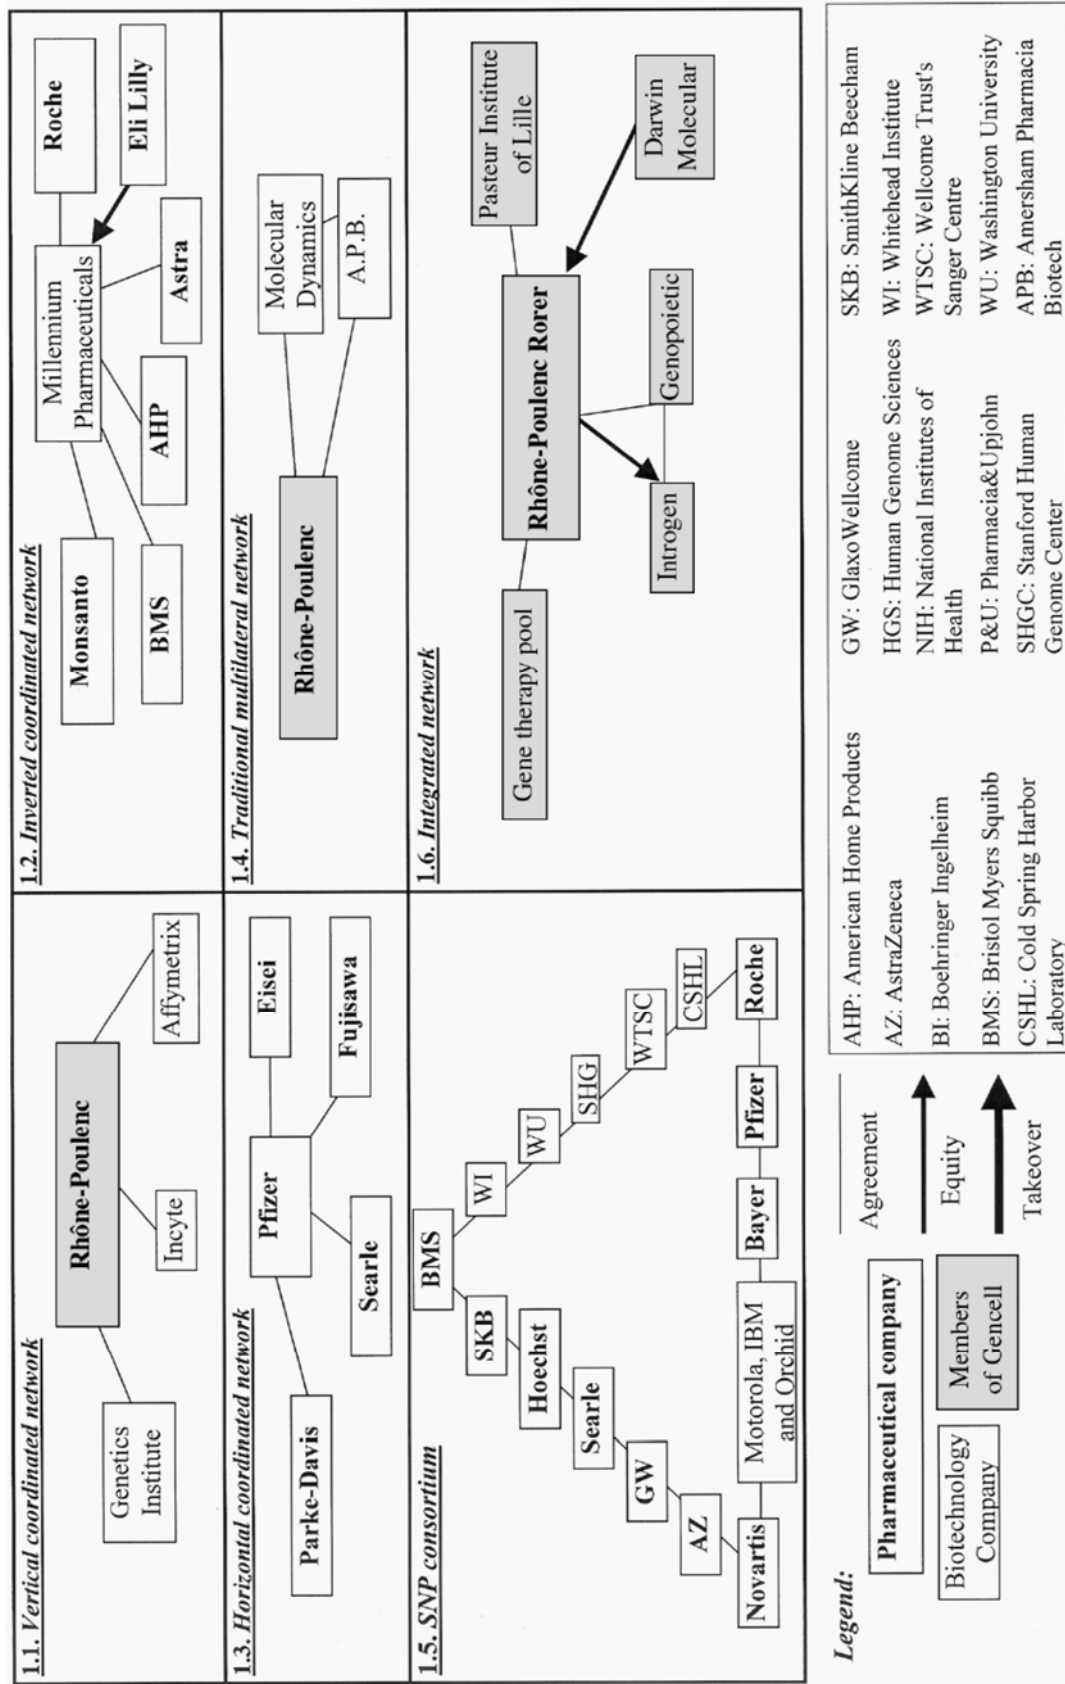 1.1. Vertical coordinated network
Rhône-Poulenc
Genetics
Institute
Incyte
Affymetrix
1.2. Inverted coordinated network
Millennium
Pharmaceuticals
Roche
Monsanto
Eli Lilly
BMS
AHP
Astra
1.3. Horizontal coordinated network
Pfizer
Eisei
Parke-Davis
Searle
Fujisawa
1.4. Traditional multilateral network
Rhône-Poulenc
Molecular
Dynamics
A.P.B.
1.5. SNP consortium
BMS
SKB
WI
Hoechst
WU
Searle
SHG
GW
WTSC
AZ
CSHL
Novartis
Motorola, IBM
and Orchid
Bayer
Pfizer
Roche
1.6. Integrated network
Gene therapy pool
Pasteur Institute
of Lille
Rhône-Poulenc Rorer
Darwin
Molecular
Introgen
Genopoietic
Legend:
Pharmaceutical company
Biotechnology
Company
Members
of Gencell
Agreement
Equity
Takeover
AHP: American Home Products
AZ: AstraZeneca
BI: Boehringer Ingelheim
BMS: Bristol Myers Squibb
CSHL: Cold Spring Harbor
Laboratory
GW: GlaxoWellcome
HGS: Human Genome Sciences
NIH: National Institutes of
Health
P&U: Pharmacia&Upjohn
SHGC: Stanford Human
Genome Center
SKB: SmithKline Beecham
WI: Whitehead Institute
WTSC: Wellcome Trust's
Sanger Centre
WU: Washington University
APB: Amersham Pharmacia
Biotech